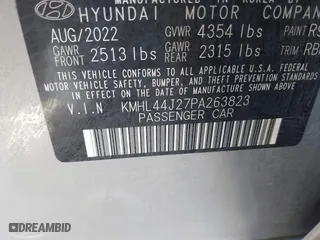 MANUFACTURED BY
HYUNDAI MOTOR COMPAN
AUG/2022 GVWR 4354 lbs
GAWR FRONT 2513 lbs GAWR REAR 2315 lbs TRIM RB
THIS VEHICLE CONFORMS TO ALL APPLICABLE
FEDERAL MOTOR VEHICLE SAFETY, BUMPER,
AND THEFT PREVENTION STANDARDS IN
EFFECT ON THE DATE OF MANUFACTURE
SHOWN ABOVE.
V.I.N KMHL44J27PA263823
PASSENGER CAR